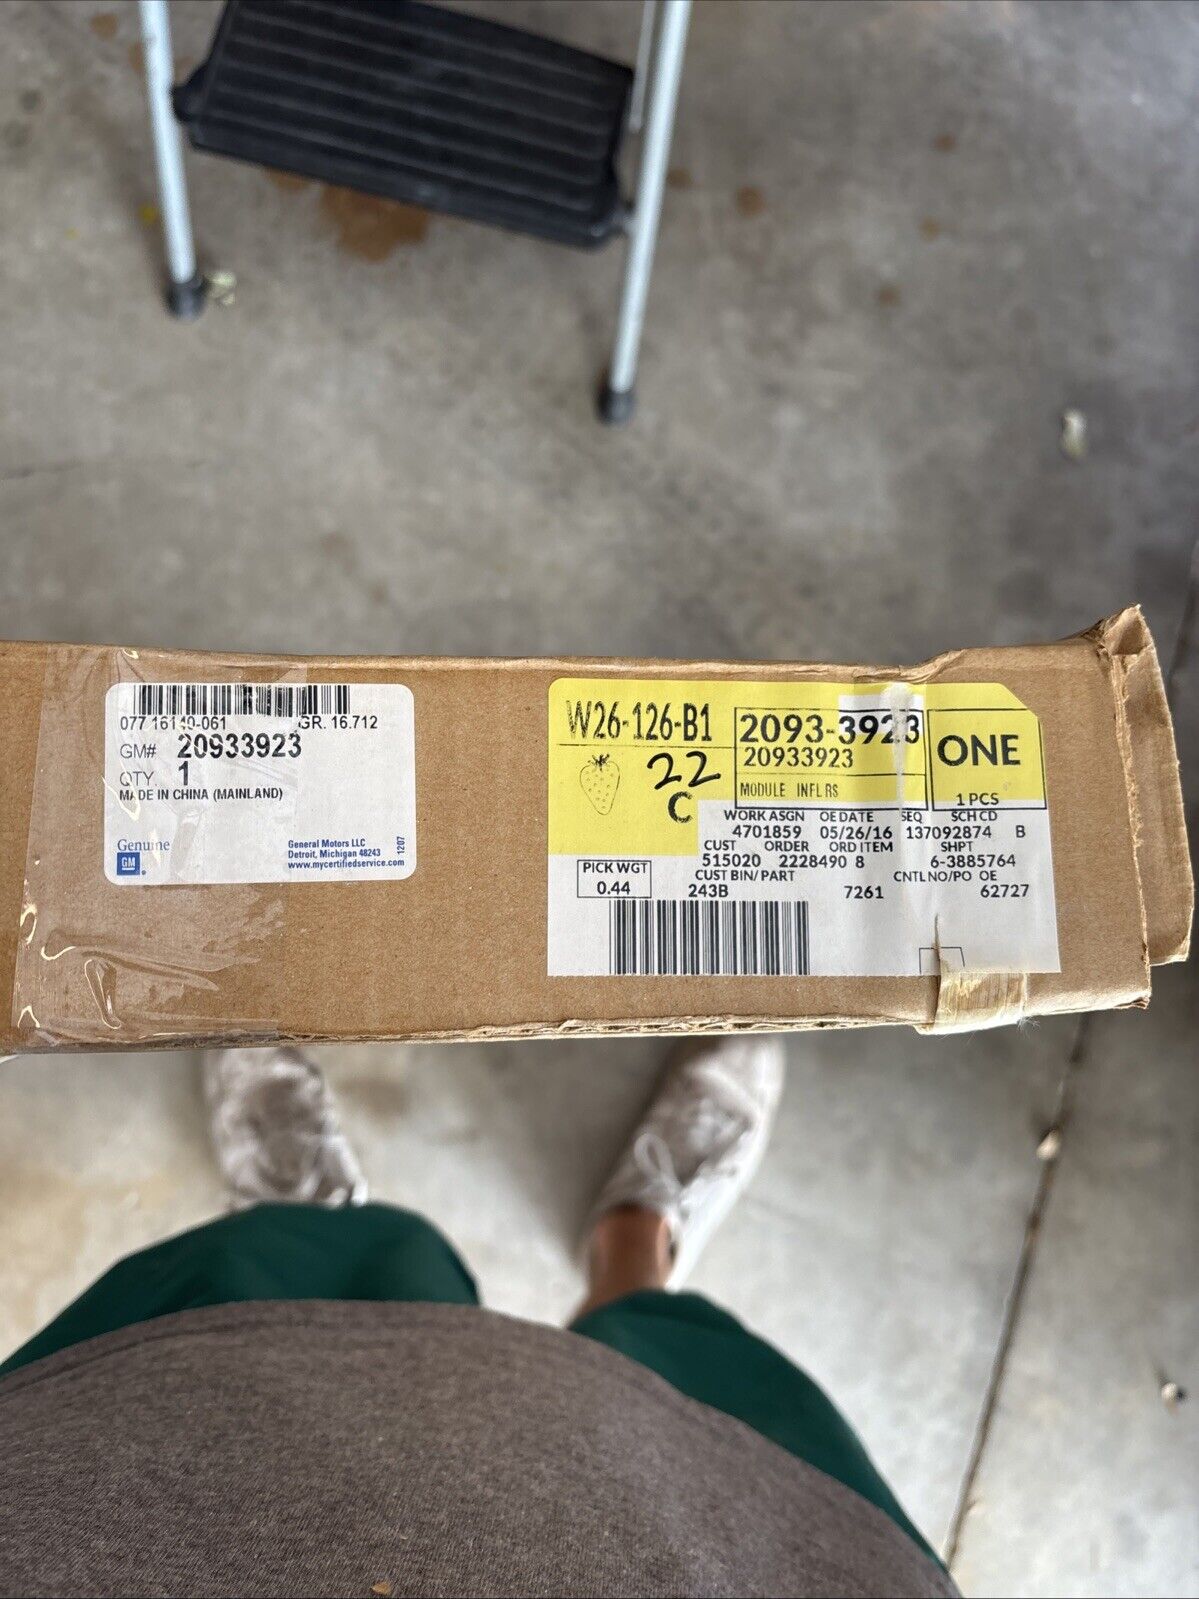 077 16140-061 GR. 16.712
GM# 20933923
QTY. 1
MADE IN CHINA (MAINLAND)
Genuine
GM
General Motors LLC
Detroit, Michigan 48243
www.mycertifiedservice.com
1207
W26-126-B1
22
C
2093-3923
20933923
MODULE INFL RS
ONE
1 PCS
WORK ASGN OE DATE SEQ SCH CD
4701859 05/26/16 137092874 B
CUST ORDER ORD ITEM SHPT
515020 2228490 8 6-3885764
CUST BIN/PART CNTL NO/PO OE
243B 7261 62727
PICK WGT
0.44